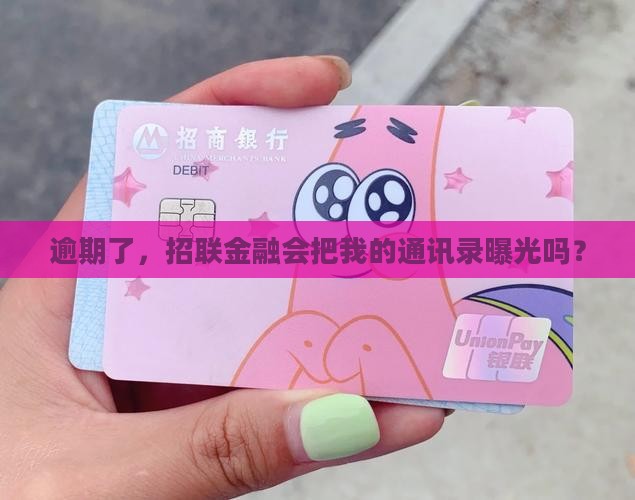 招商银行
CHINA MERCHANTS BANK
DEBIT
逾期了，招联金融会把我的通讯录曝光吗？
UnionPay
银联